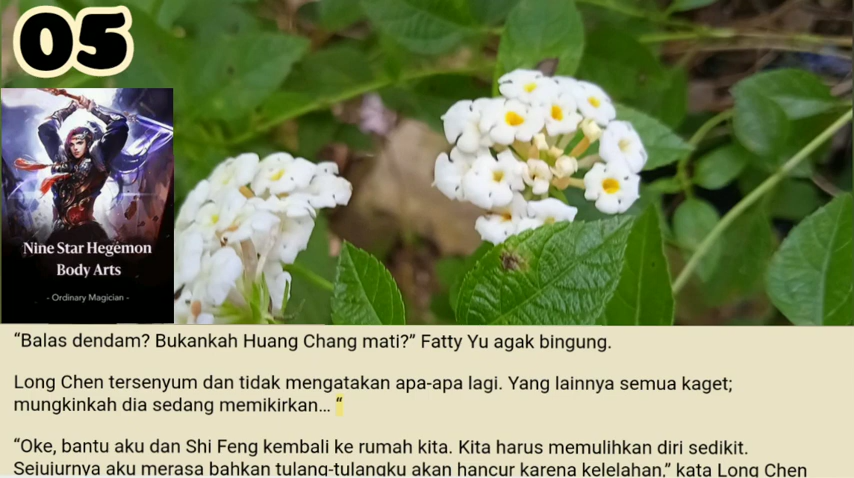 05
Nine Star Hegemon
Body Arts
- Ordinary Magician -
“Balas dendam? Bukankah Huang Chang mati?” Fatty Yu agak bingung.
Long Chen tersenyum dan tidak mengatakan apa-apa lagi. Yang lainnya semua kaget;
mungkinkah dia sedang memikirkan... “
“Oke, bantu aku dan Shi Feng kembali ke rumah kita. Kita harus memulihkan diri sedikit.
Sejujurnya aku merasa bahkan tulang-tulangku akan hancur karena kelelahan,” kata Long Chen